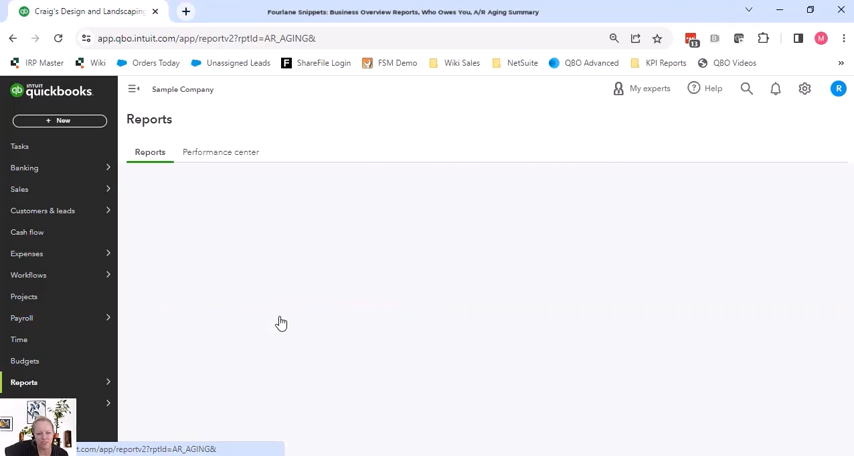 Craig's Design and Landscaping
Fourlane Snippets: Business Overview Reports, Who Owes You, A/R Aging Summary
app.qbo.intuit.com/app/reportv2?rptId=AR_AGING&
13
M
IRP Master
Wiki
Orders Today
Unassigned Leads
F
ShareFile Login
FSM Demo
Wiki Sales
NetSuite
QBO Advanced
KPI Reports
QBO Videos
»
qb
intuit
quickbooks.
Sample Company
My experts
Help
R
+ New
Reports
Reports
Performance center
Tasks
Banking
Sales
Customers & leads
Cash flow
Expenses
Workflows
Projects
Payroll
Time
Budgets
Reports
t.com/app/reportv2?rptId=AR_AGING&